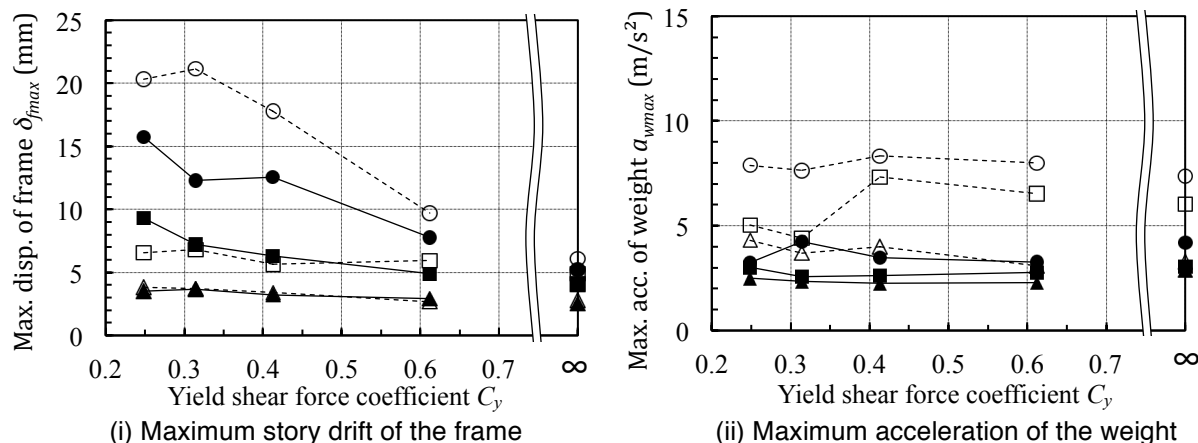 Max. disp. of frame δfmax (mm)
25
20
15
10
5
0
0.2 0.3 0.4 0.5 0.6 0.7 ∞
Yield shear force coefficient Cy
(i) Maximum story drift of the frame
Max. acc. of weight awmax (m/s²)
15
10
5
0
0.2 0.3 0.4 0.5 0.6 0.7 ∞
Yield shear force coefficient Cy
(ii) Maximum acceleration of the weight